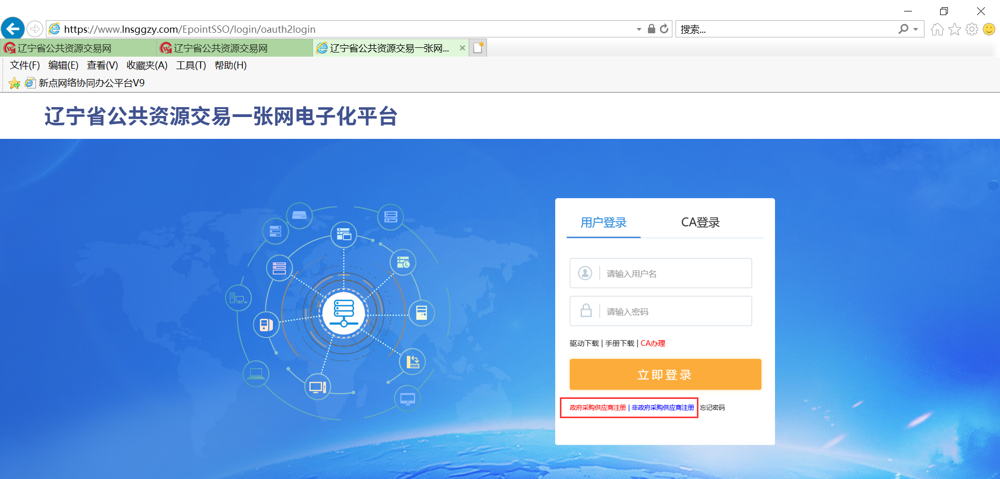 https://www.lnsggzy.com/EpointSSO/login/oauth2login
搜索...
辽宁省公共资源交易网
辽宁省公共资源交易网
辽宁省公共资源交易一张网...
文件(F) 编辑(E) 查看(V) 收藏夹(A) 工具(T) 帮助(H)
新点网络协同办公平台V9
辽宁省公共资源交易一张网电子化平台
用户登录
CA登录
请输入用户名
请输入密码
驱动下载 | 手册下载 | CA办理
立即登录
政府采购供应商注册 | 非政府采购供应商注册 忘记密码